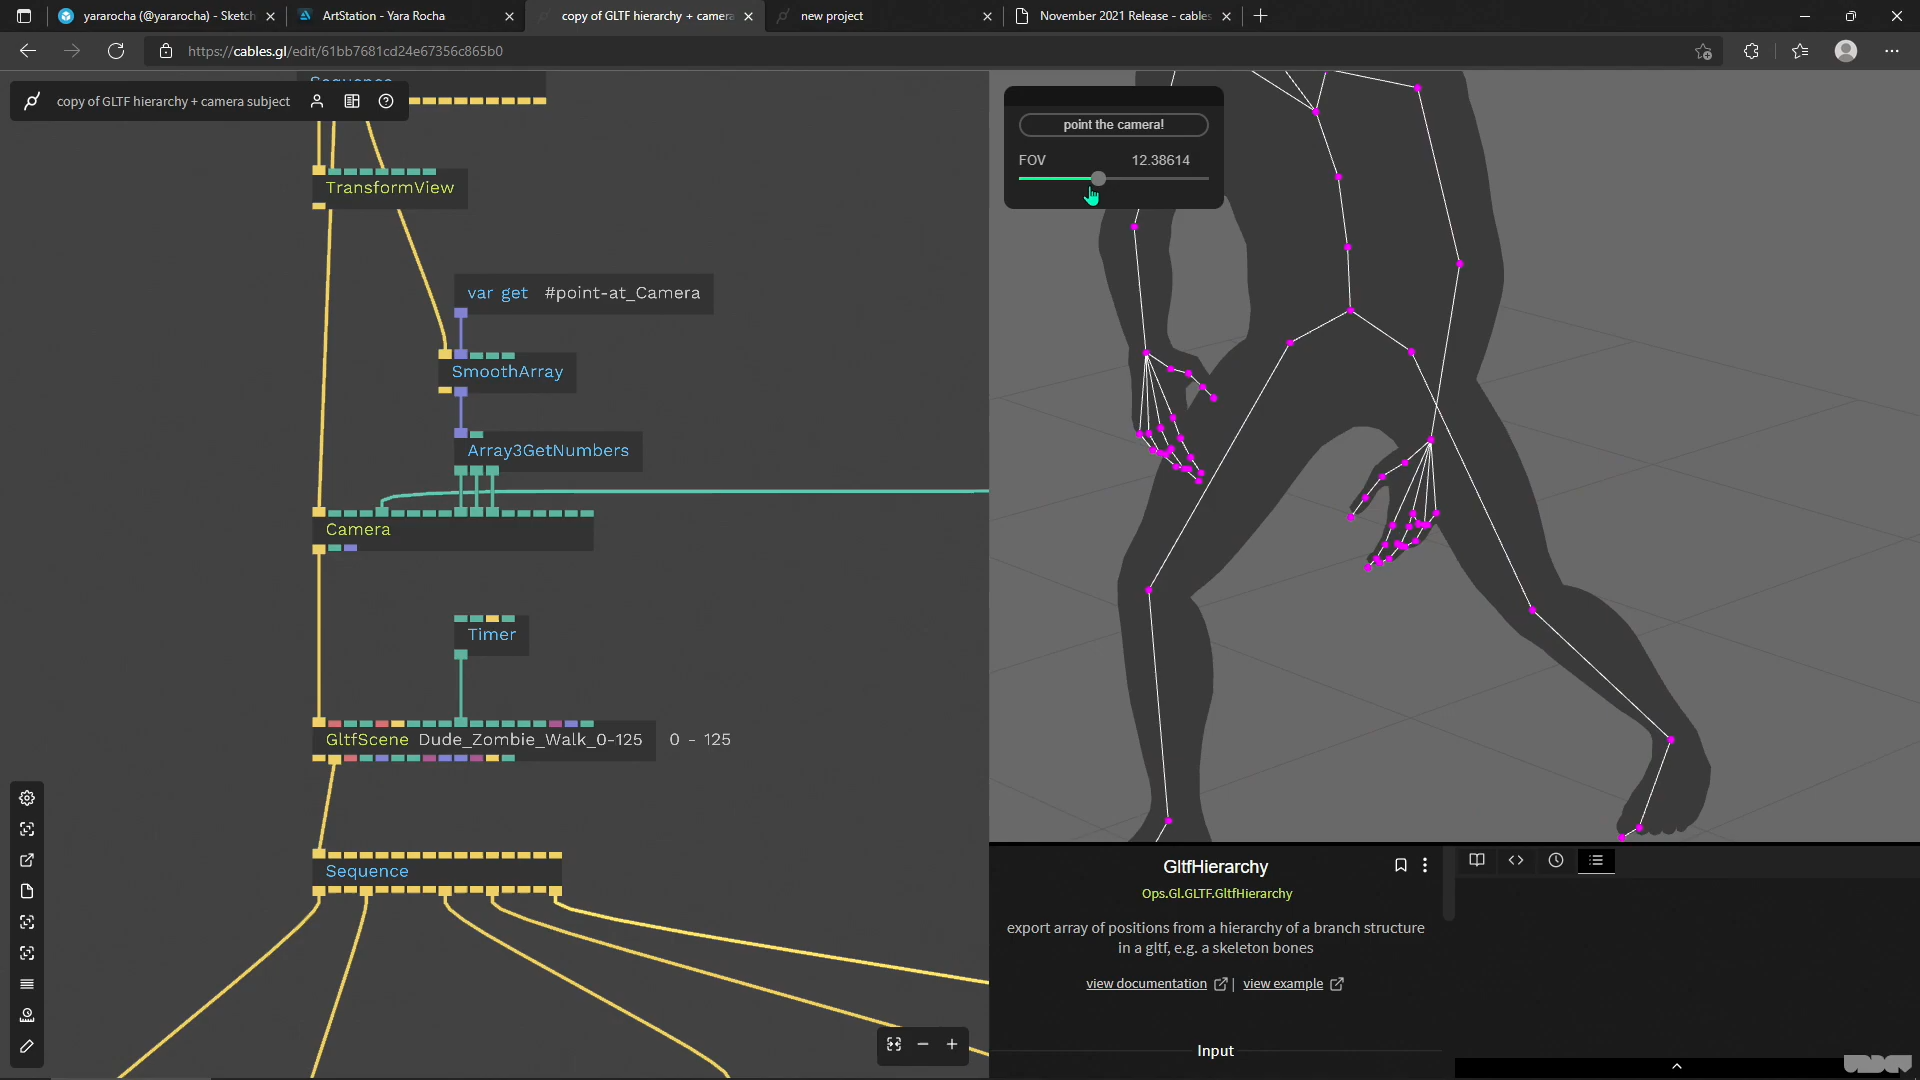 yararocha (@yararocha) - Sketch
ArtStation - Yara Rocha
copy of GLTF hierarchy + camera
new project
November 2021 Release - cables
https://cables.gl/edit/61bb7681cd24e67356c865b0
Sequence
copy of GLTF hierarchy + camera subject
TransformView
var get #point-at_Camera
SmoothArray
Array3GetNumbers
Camera
Timer
GltfScene Dude_Zombie_Walk_0-125 0 - 125
Sequence
point the camera!
FOV 12.38614
GltfHierarchy
Ops.Gl.GLTF.GltfHierarchy
export array of positions from a hierarchy of a branch structure
in a gltf, e.g. a skeleton bones
view documentation | view example
Input